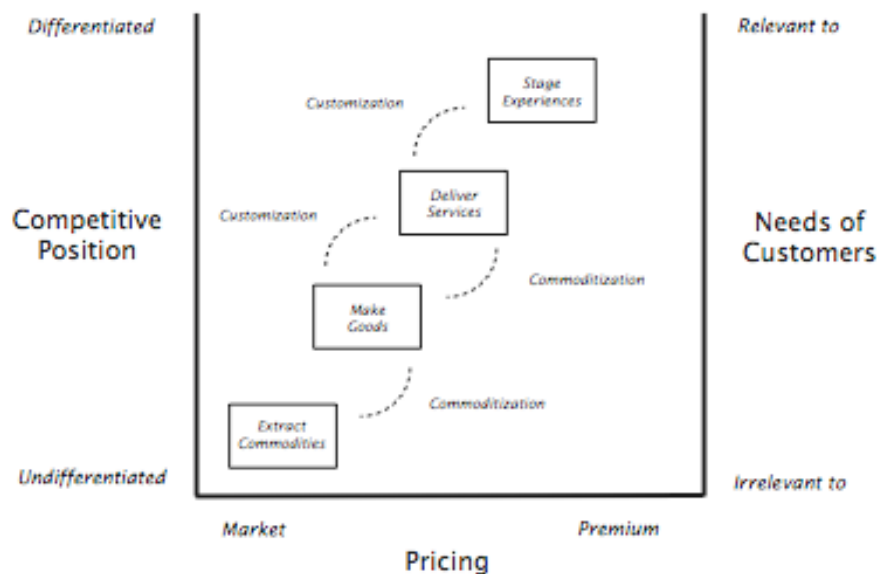 Differentiated
Relevant to
Stage
Experiences
Customization
Deliver
Services
Customization
Competitive
Position
Needs of
Customers
Commoditization
Make
Goods
Commoditization
Extract
Commodities
Undifferentiated
Irrelevant to
Market
Premium
Pricing